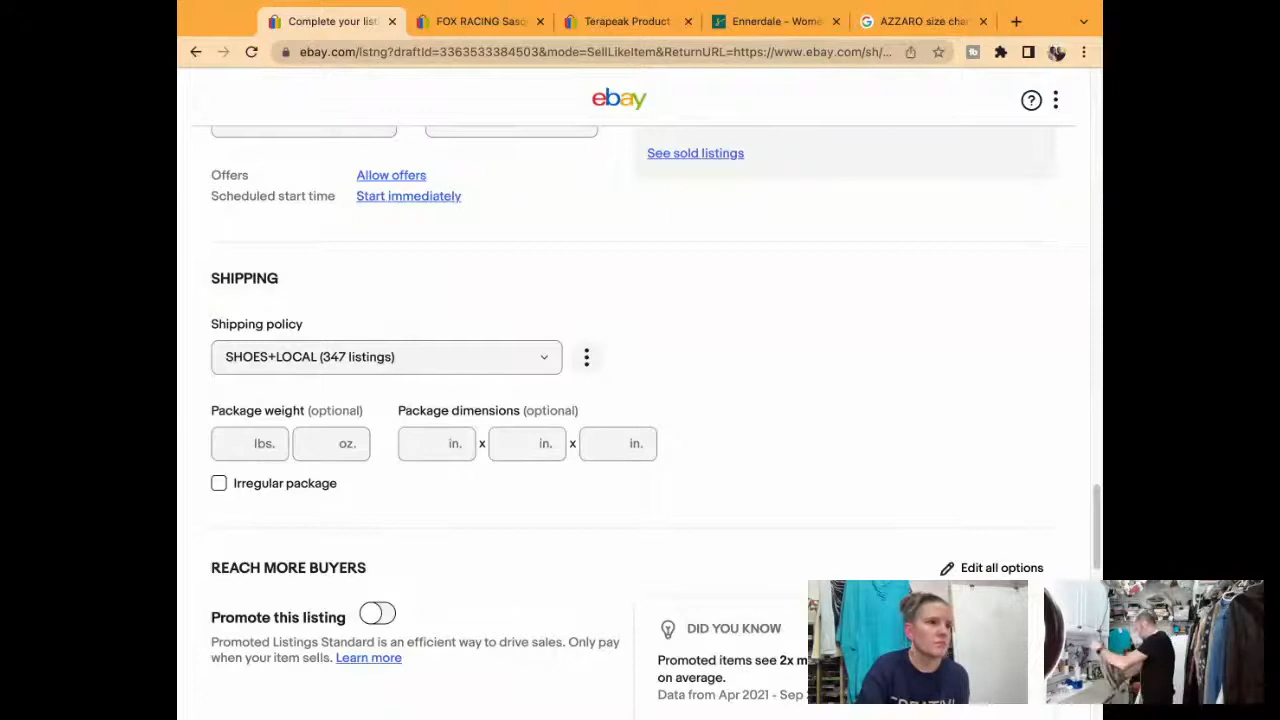 Complete your list
FOX RACING Sasq
Terapeak Product
Ennerdale - Wome
AZZARO size char
ebay.com/lstng?draftId=3363533384503&mode=SellLikeItem&ReturnURL=https://www.ebay.com/sh/...
ebay
See sold listings
Offers Allow offers
Scheduled start time Start immediately
SHIPPING
Shipping policy
SHOES+LOCAL (347 listings)
Package weight (optional) Package dimensions (optional)
lbs. oz. in. x in. x in.
Irregular package
REACH MORE BUYERS
Edit all options
Promote this listing
Promoted Listings Standard is an efficient way to drive sales. Only pay
when your item sells. Learn more
DID YOU KNOW
Promoted items see 2x m
on average.
Data from Apr 2021 - Sep